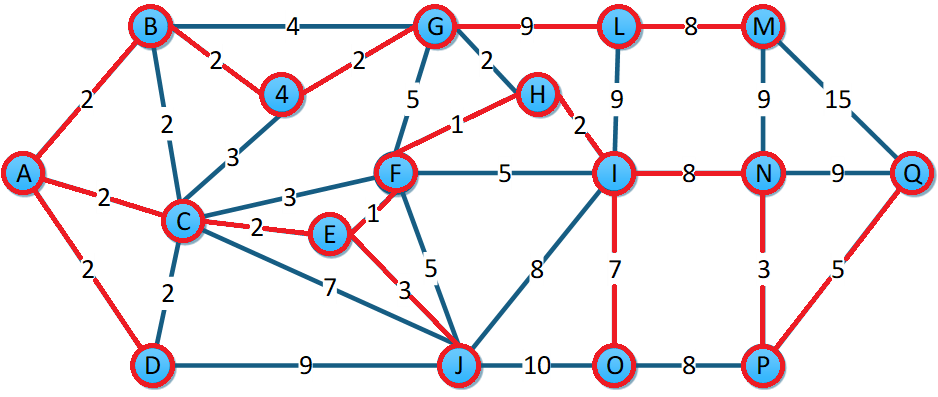 B 4 G 9 L 8 M
2 2 2 2
4 H
2 5 9 9 15
3 1 2
A F 5 I 8 N 9 Q
2 3 1
C 2 E
2 2 5 8 7 3 5
7 3
D 9 J 10 O 8 P